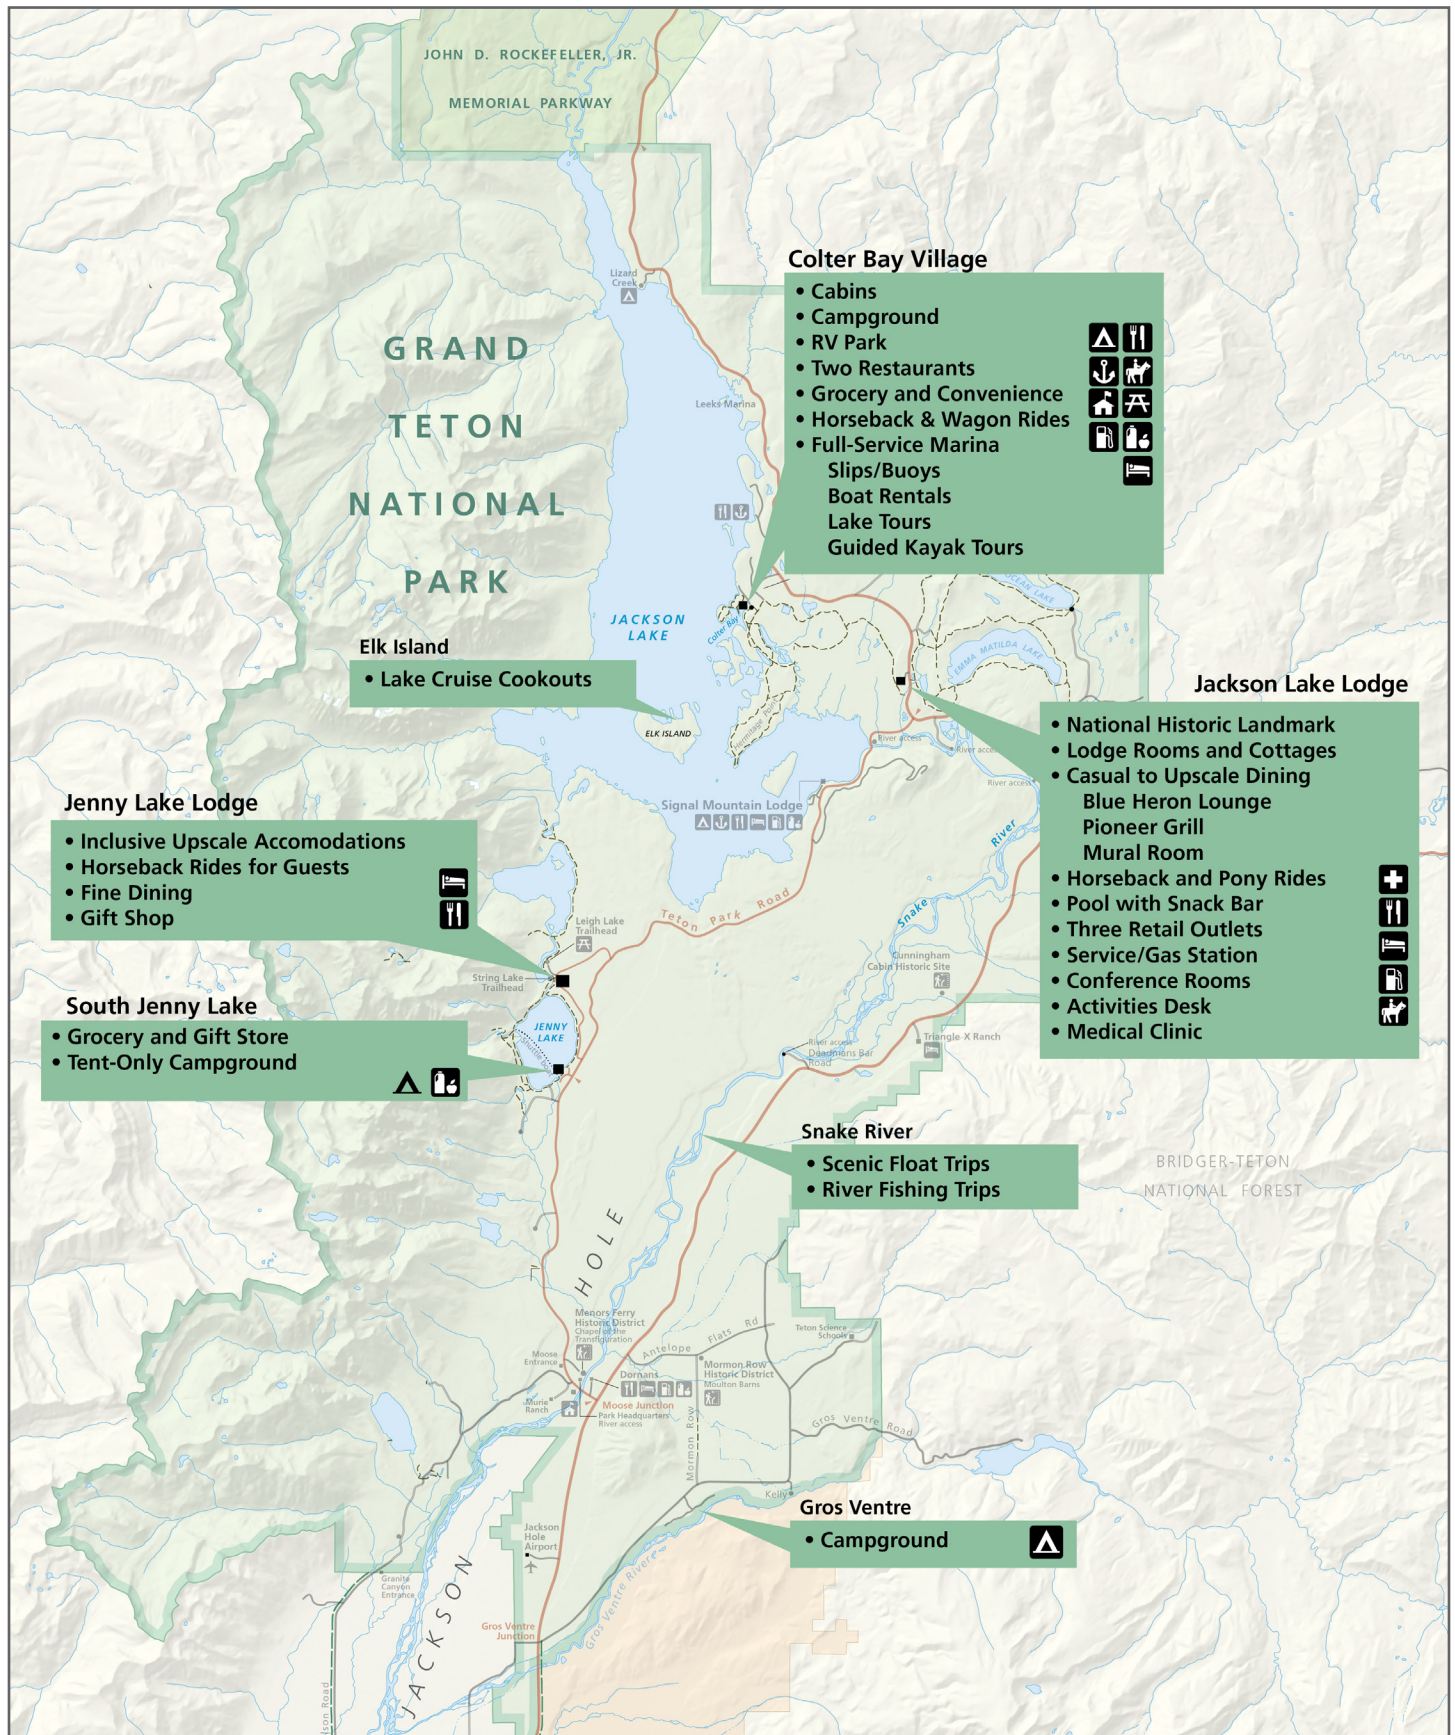 JOHN D. ROCKEFELLER, JR.
MEMORIAL PARKWAY
Colter Bay Village
• Cabins
• Campground
• RV Park
• Two Restaurants
• Grocery and Convenience
• Horseback & Wagon Rides
• Full-Service Marina
Slips/Buoys
Boat Rentals
Lake Tours
Guided Kayak Tours
Lizard
Creek
GRAND
TETON
NATIONAL
PARK
Leeks Marina
JACKSON
LAKE
Colter Bay
OCEAN LAKE
EMMA MATILDA LAKE
Hermitage Point
Elk Island
• Lake Cruise Cookouts
ELK ISLAND
River access
River access
River access
Jackson Lake Lodge
• National Historic Landmark
• Lodge Rooms and Cottages
• Casual to Upscale Dining
Blue Heron Lounge
Pioneer Grill
Mural Room
• Horseback and Pony Rides
• Pool with Snack Bar
• Three Retail Outlets
• Service/Gas Station
• Conference Rooms
• Activities Desk
• Medical Clinic
Signal Mountain Lodge
Jenny Lake Lodge
• Inclusive Upscale Accomodations
• Horseback Rides for Guests
• Fine Dining
• Gift Shop
Teton Park Road
Snake
River
Leigh Lake
Trailhead
String Lake
Trailhead
Cunningham
Cabin Historic Site
South Jenny Lake
• Grocery and Gift Store
• Tent-Only Campground
JENNY
LAKE
Triangle X Ranch
River access
Deadmans Bar
Road
Snake River
• Scenic Float Trips
• River Fishing Trips
BRIDGER-TETON
NATIONAL FOREST
HOLE
Menors Ferry
Historic District
Chapel of the
Transfiguration
Moose
Entrance
Antelope Flats Rd
Teton Science
Schools
Dornans
Mormon Row
Historic District
Moulton Barns
Murie
Ranch
Moose Junction
Park Headquarters
River access
Mormon Row
Gros Ventre Road
Kelly
Gros Ventre
• Campground
Jackson
Hole
Airport
Granite
Canyon
Entrance
JACKSON
Gros Ventre River
Gros Ventre
Junction
Road